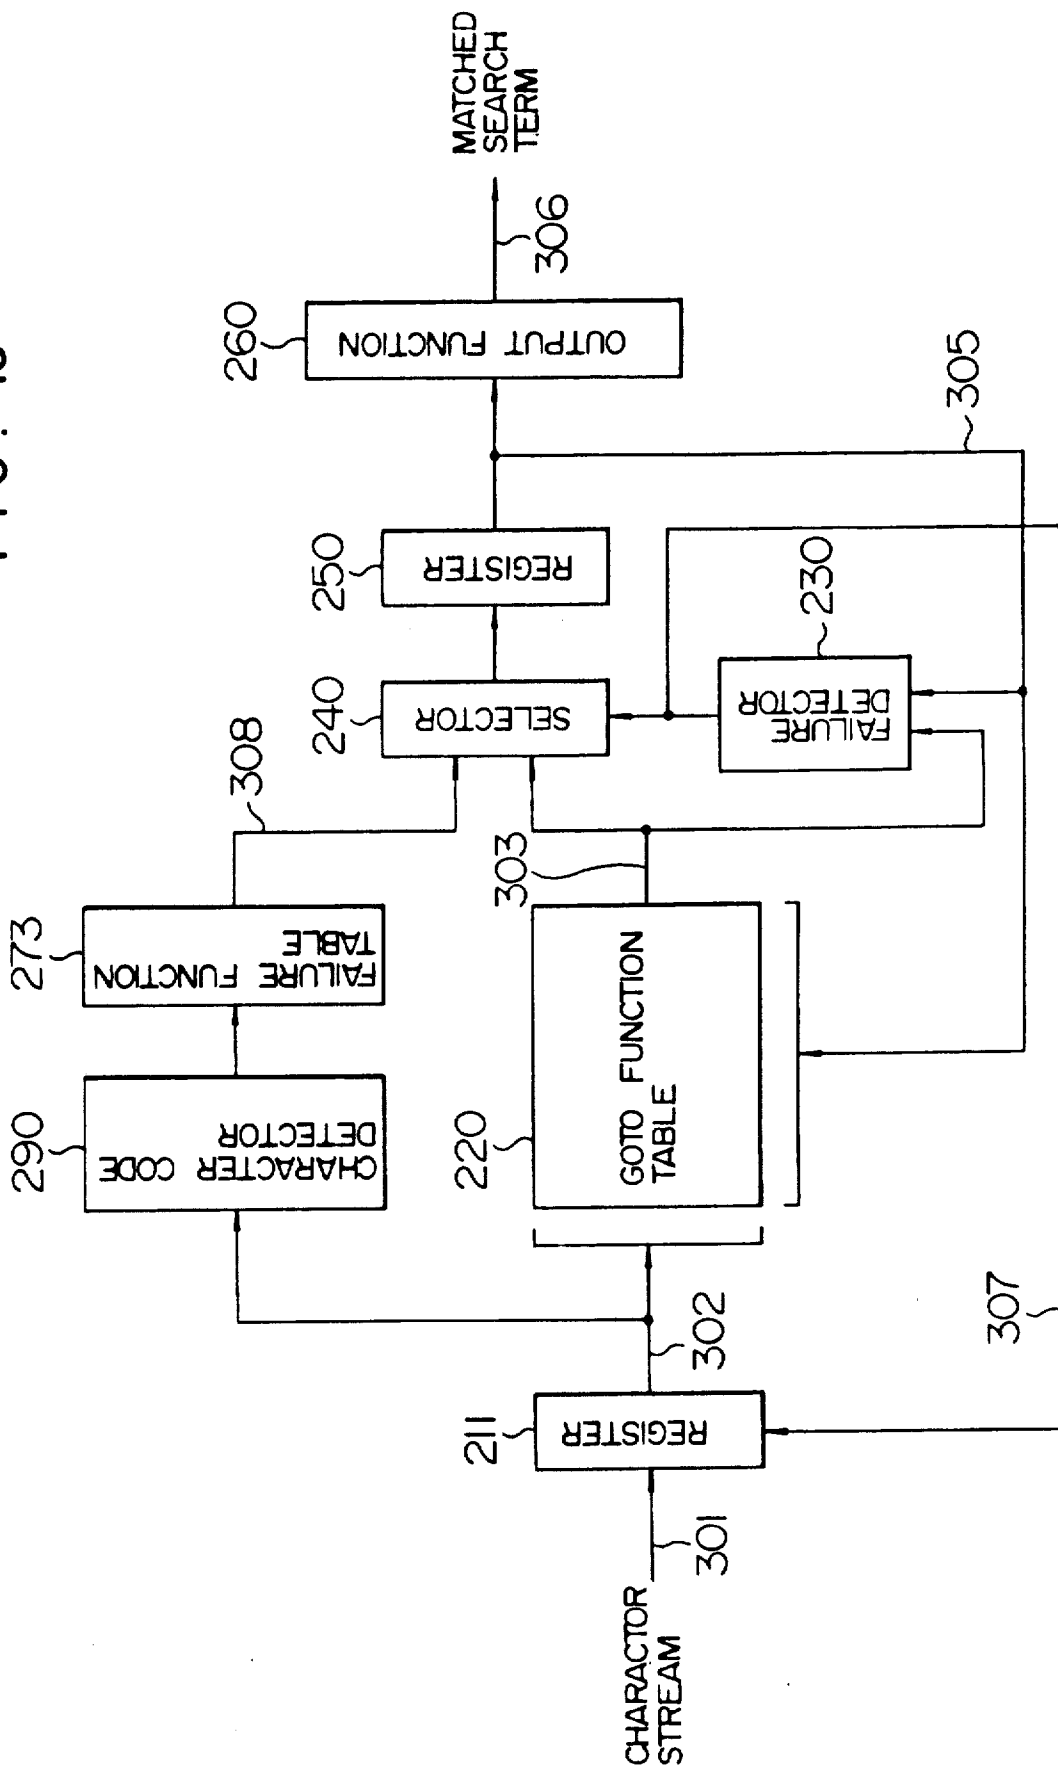 273
FAILURE FUNCTION
TABLE
290
CHARACTER CODE
DETECTOR
308
240
SELECTOR
250
REGISTER
260
OUTPUT FUNCTION
306
MATCHED
SEARCH
TERM
CHARACTOR
STREAM
301
211
REGISTER
302
220
GOTO FUNCTION
TABLE
303
230
FAILURE
DETECTOR
305
307